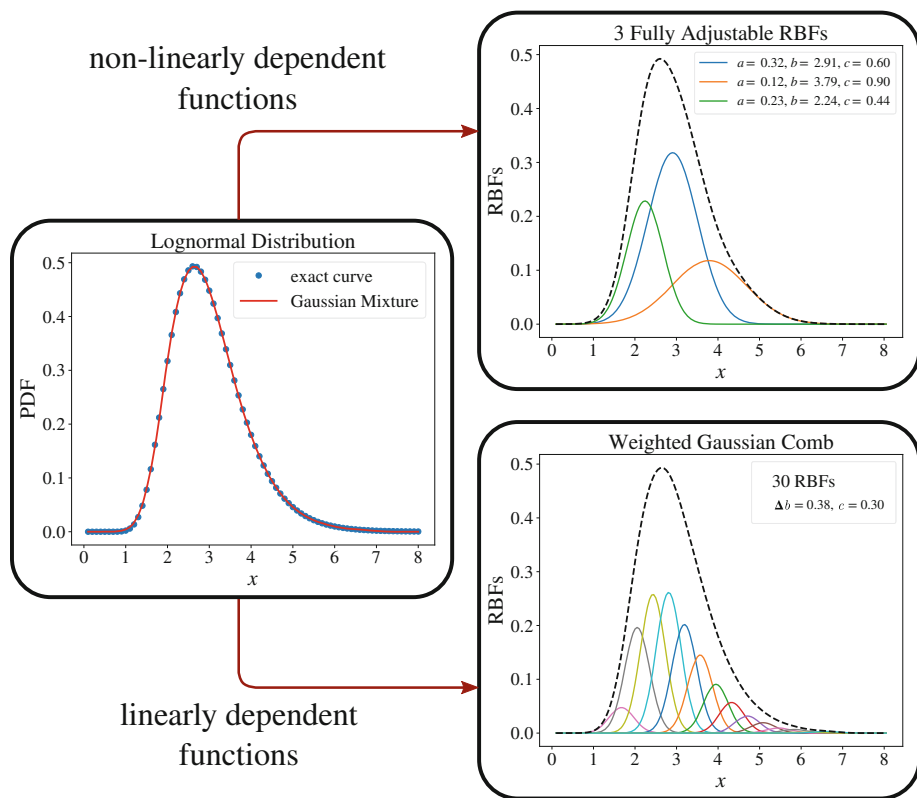 non-linearly dependent
functions
3 Fully Adjustable RBFs
a = 0.32, b = 2.91, c = 0.60
a = 0.12, b = 3.79, c = 0.90
a = 0.23, b = 2.24, c = 0.44
0.5
0.4
0.3
0.2
0.1
0.0
RBFs
0 1 2 3 4 5 6 7 8
x
Lognormal Distribution
exact curve
Gaussian Mixture
0.5
0.4
0.3
0.2
0.1
0.0
PDF
0 1 2 3 4 5 6 7 8
x
linearly dependent
functions
Weighted Gaussian Comb
30 RBFs
Δb = 0.38, c = 0.30
0.5
0.4
0.3
0.2
0.1
0.0
RBFs
0 1 2 3 4 5 6 7 8
x